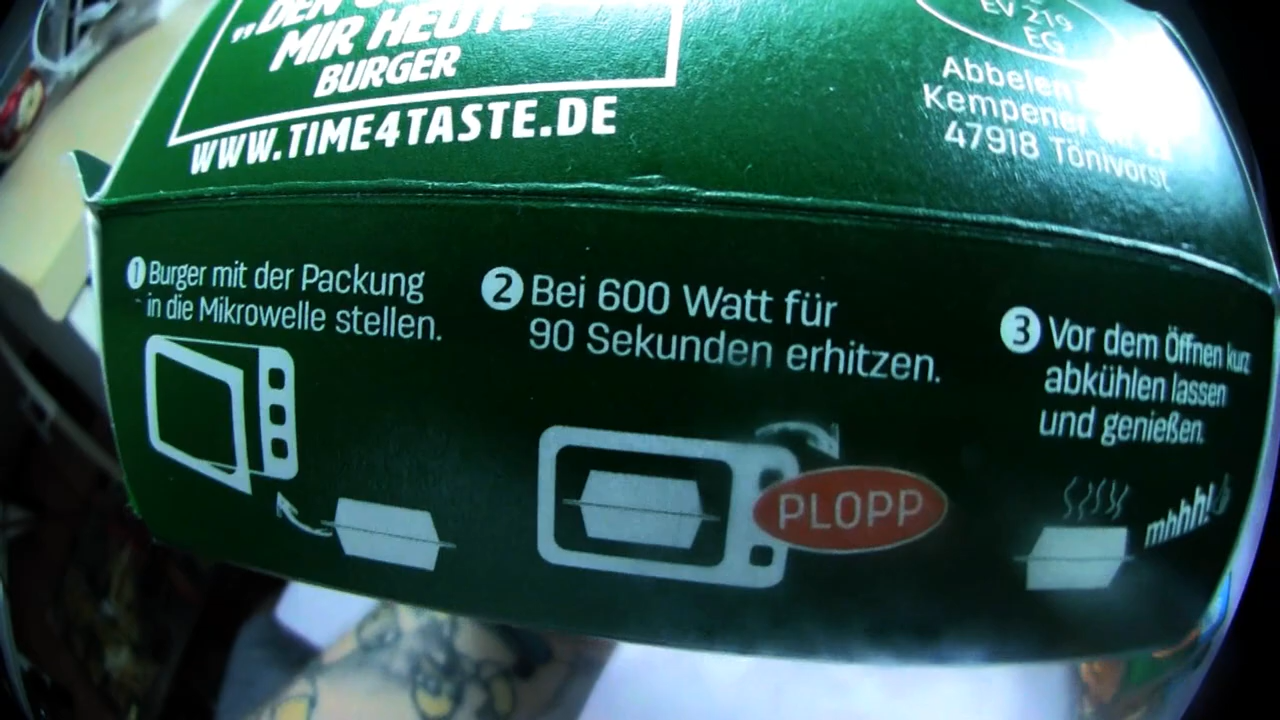 „DEN
MIR HEUTE
BURGER
WWW.TIME4TASTE.DE
EV 219
EG
Abbelen
Kempener
47918 Tönivorst
1 Burger mit der Packung
in die Mikrowelle stellen.
2 Bei 600 Watt für
90 Sekunden erhitzen.
PLOPP
3 Vor dem Öffnen kurz
abkühlen lassen
und genießen.
mhhh!